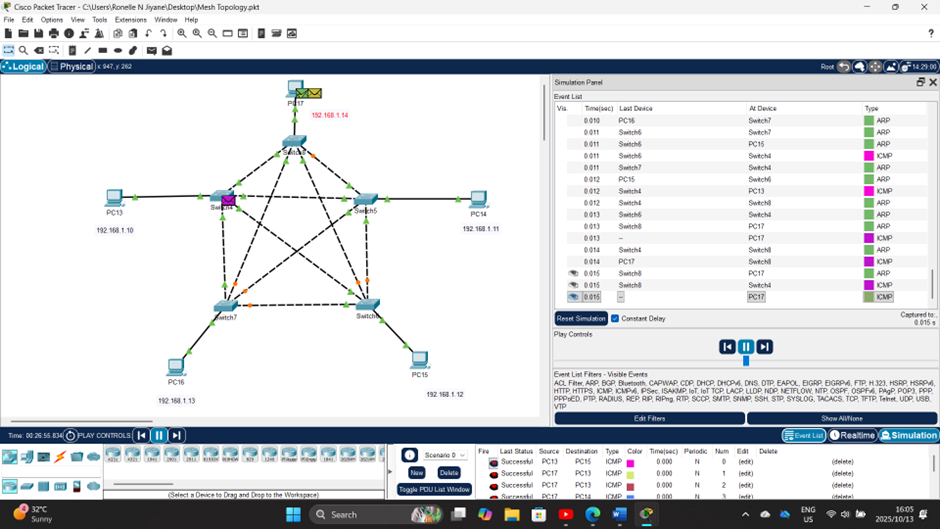 Cisco Packet Tracer - C:\Users\Ronelle N Jiyane\Desktop\Mesh Topology.pkt
File Edit Options View Tools Extensions Window Help
Logical Physical x: 947, y: 262 Root 14:29:00
PC17
192.168.1.14
Switch8
PC13
192.168.1.10
Switch4
Switch5
PC14
192.168.1.11
Switch7
Switch6
PC16
192.168.1.13
PC15
192.168.1.12
Simulation Panel
Event List
Vis. Time(sec) Last Device At Device Type
0.010 PC16 Switch7 ARP
0.011 Switch6 Switch8 ARP
0.011 Switch6 PC15 ARP
0.011 Switch6 Switch4 ICMP
0.011 Switch7 Switch4 ARP
0.012 PC15 Switch6 ARP
0.012 Switch4 PC13 ICMP
0.012 Switch4 Switch8 ARP
0.013 Switch6 Switch4 ARP
0.013 Switch8 PC17 ARP
0.013 -- PC17 ICMP
0.014 Switch4 Switch8 ARP
0.014 PC17 Switch8 ICMP
0.015 Switch8 PC17 ARP
0.015 Switch8 Switch4 ICMP
0.015 -- PC17 ICMP
Reset Simulation Constant Delay
Captured to:
0.015 s
Play Controls
Event List Filters - Visible Events
ACL Filter, ARP, BGP, Bluetooth, CAPWAP, CDP, DHCP, DHCPv6, DNS, DTP, EAPOL, EIGRP, EIGRPv6, FTP, H.323, HSRP, HSRPv6,
HTTP, HTTPS, ICMP, ICMPv6, IPSec, ISAKMP, IoT, IoT TCP, LACP, LLDP, NDP, NETFLOW, NTP, OSPF, OSPFv6, PAgP, POP3, PPP,
PPPoED, PTP, RADIUS, REP, RIP, RIPng, RTP, SCCP, SMTP, SNMP, SSH, STP, SYSLOG, TACACS, TCP, TFTP, Telnet, UDP, USB,
VTP
Edit Filters Show All/None
Time: 00:26:55.834 PLAY CONTROLS: Event List Realtime Simulation
(Select a Device to Drag and Drop to the Workspace)
Scenario 0
New Delete
Toggle PDU List Window
Fire Last Status Source Destination Type Color Time(sec) Periodic Num Edit Delete
Successful PC13 PC15 ICMP 0.000 N 0 (edit) (delete)
Successful PC17 PC13 ICMP 0.000 N 1 (edit) (delete)
Successful PC17 PC13 ICMP 0.000 N 2 (edit) (delete)
Successful PC17 PC14 ICMP 0.000 N 3 (edit) (delete)
32°C
Sunny
Search
ENG
US
16:05
2025/10/13